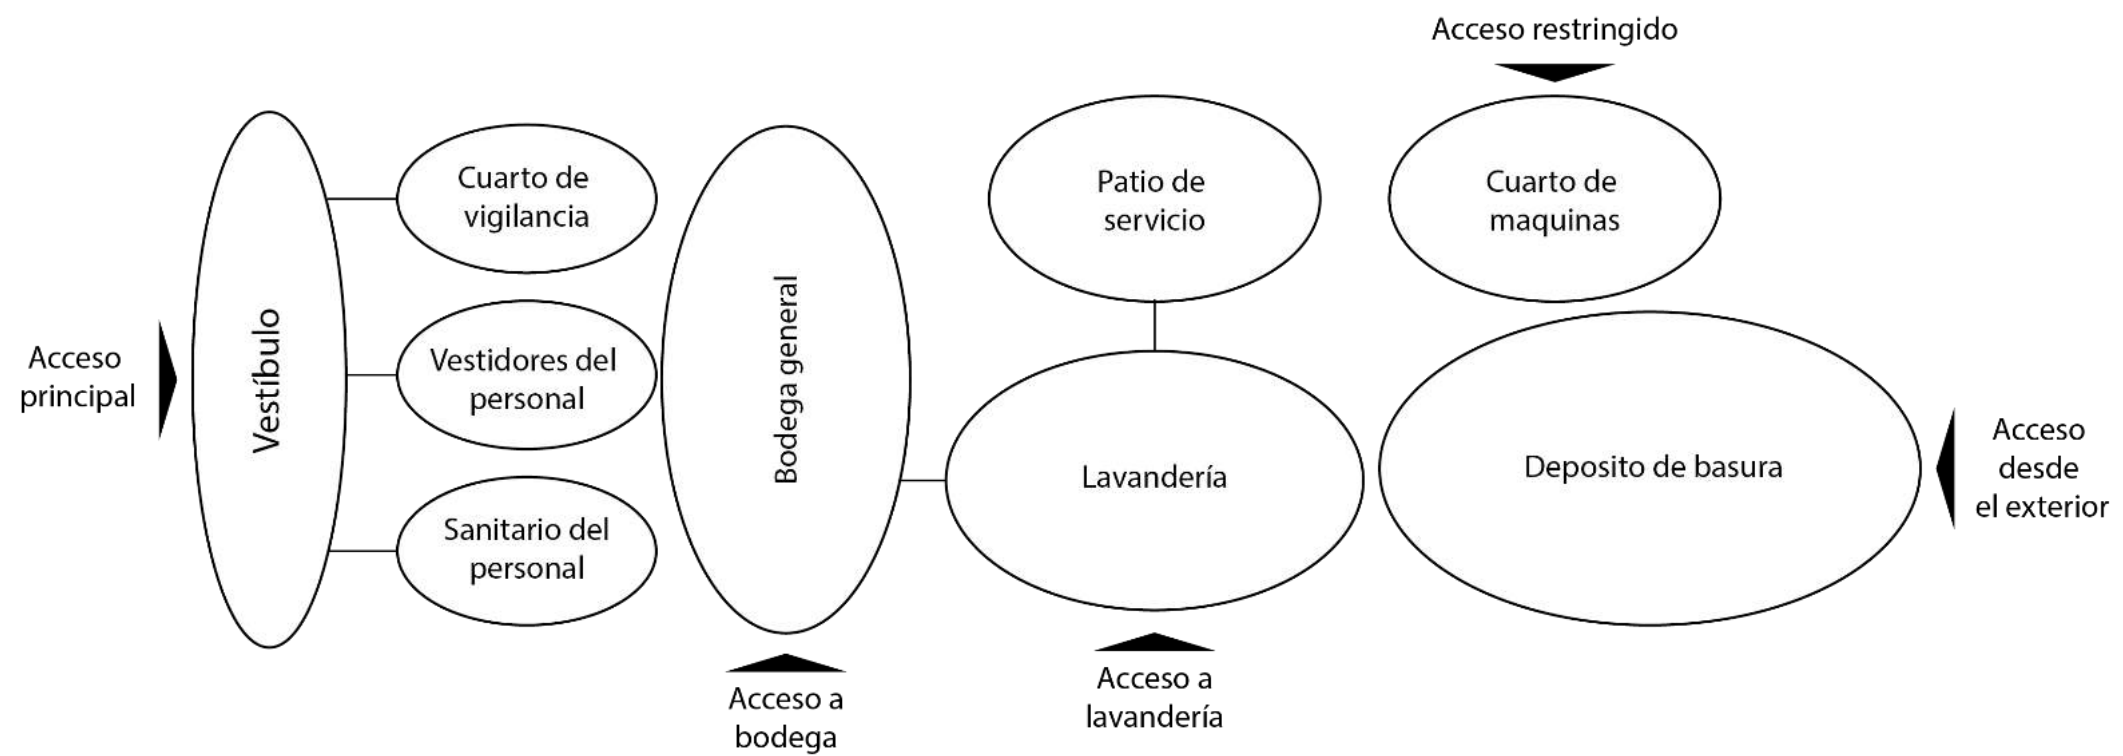 Acceso restringido
Cuarto de
vigilancia
Patio de
servicio
Cuarto de
maquinas
Acceso
principal
Vestíbulo
Vestidores del
personal
Bodega general
Lavandería
Deposito de basura
Acceso
desde
el exterior
Sanitario del
personal
Acceso a
bodega
Acceso a
lavandería